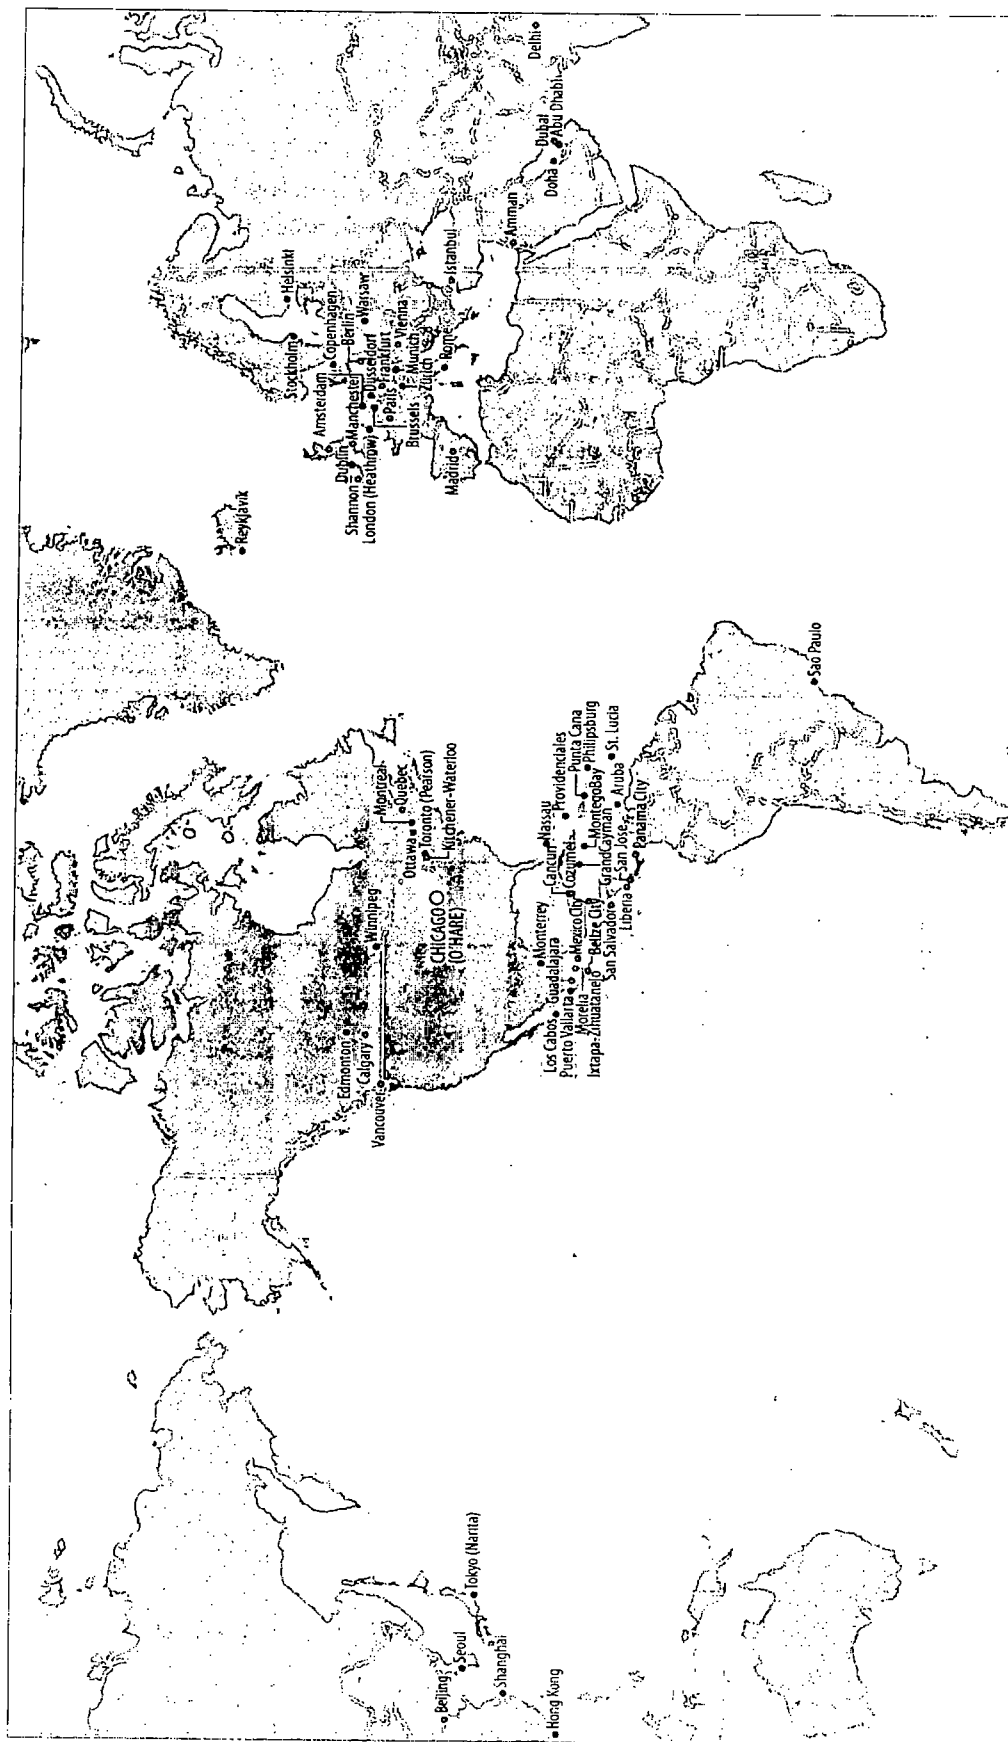 Beijing
Seoul
Tokyo (Narita)
Shanghai
Hong Kong
Edmonton
Calgary
Vancouver
Winnipeg
Montreal
Quebec
Ottawa
Toronto (Pearson)
Kitchener-Waterloo
CHICAGO
(O'HARE)
Monterrey
Los Cabos
Guadalajara
Puerto Vallarta
Mexico City
Morelia
Belize City
Ixtapa-Zihuatanejo
San Salvador
Liberia
Cancun
Cozumel
Nassau
Providenciales
Punta Cana
Philipsburg
Montego Bay
Grand Cayman
St. Lucia
San Jose
Aruba
Panama City
Sao Paulo
Reykjavik
Stockholm
Helsinki
Amsterdam
Copenhagen
Dublin
Berlin
Shannon
Manchester
Warsaw
London (Heathrow)
Düsseldorf
Frankfurt
Paris
Vienna
Brussels
Munich
Zürich
Madrid
Rome
Istanbul
Amman
Doha
Dubai
Abu Dhabi
Delhi